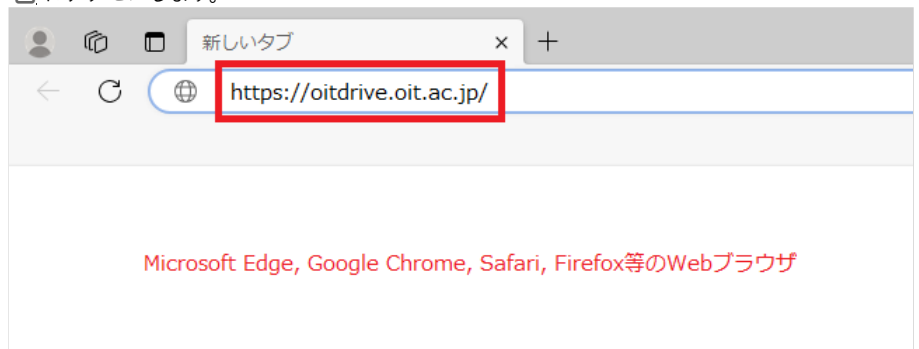 新しいタブ
https://oitdrive.oit.ac.jp/
Microsoft Edge, Google Chrome, Safari, Firefox等のWebブラウザ